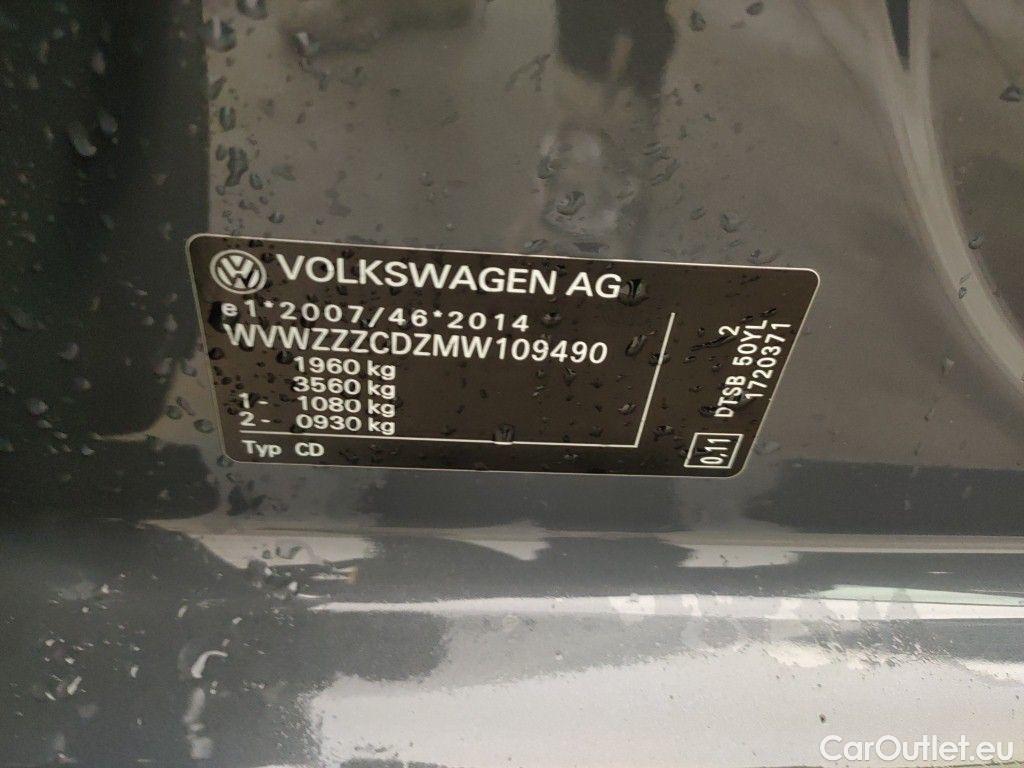 VOLKSWAGEN AG
e1*2007/46*2014
WVWZZZCDZMW109490
1960 kg
3560 kg
1- 1080 kg
2- 0930 kg
Typ CD
2
DTSB 50YL
1720371
0.11
CarOutlet.eu